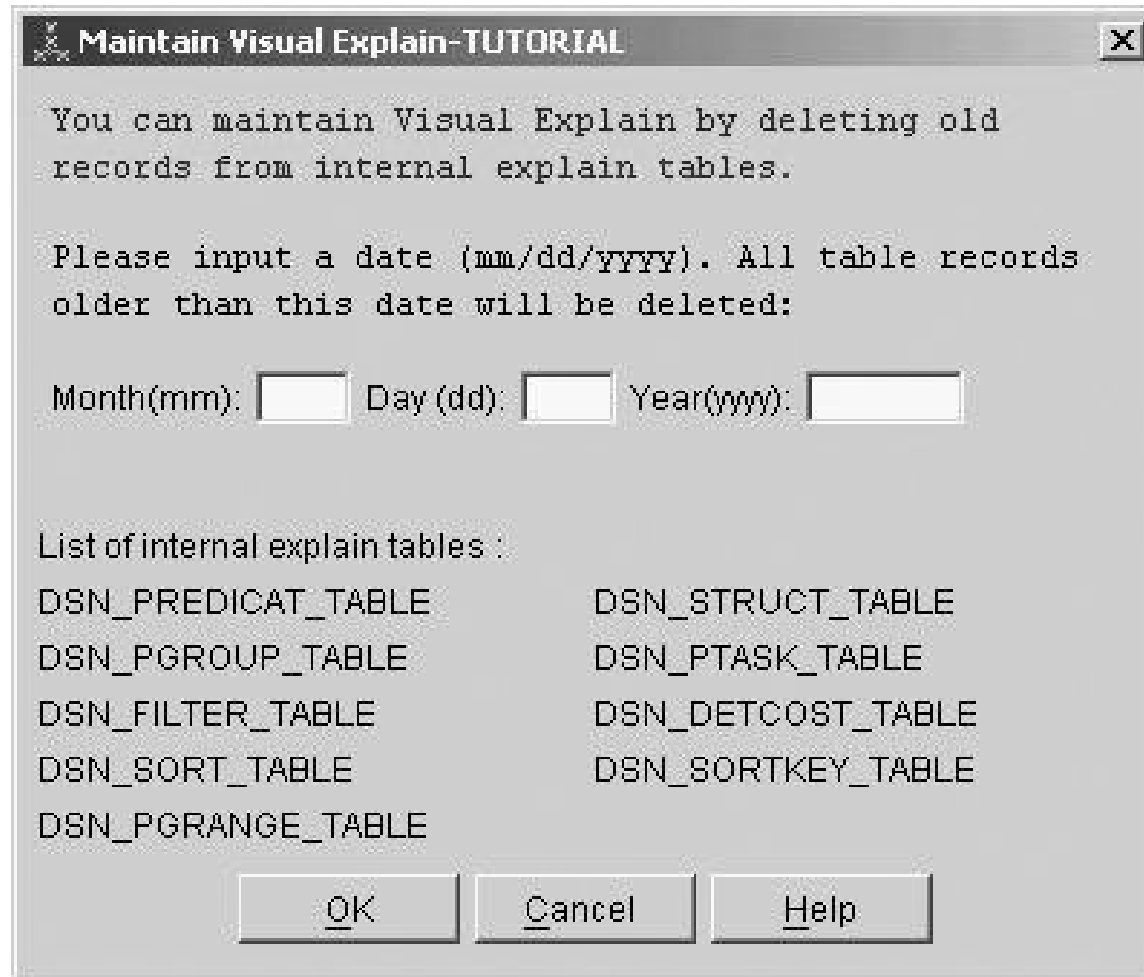 Maintain Visual Explain-TUTORIAL
You can maintain Visual Explain by deleting old
records from internal explain tables.
Please input a date (mm/dd/yyyy). All table records
older than this date will be deleted:
Month(mm): Day (dd): Year(yyyy):
List of internal explain tables :
DSN_PREDICAT_TABLE DSN_STRUCT_TABLE
DSN_PGROUP_TABLE DSN_PTASK_TABLE
DSN_FILTER_TABLE DSN_DETCOST_TABLE
DSN_SORT_TABLE DSN_SORTKEY_TABLE
DSN_PGRANGE_TABLE
OK Cancel Help